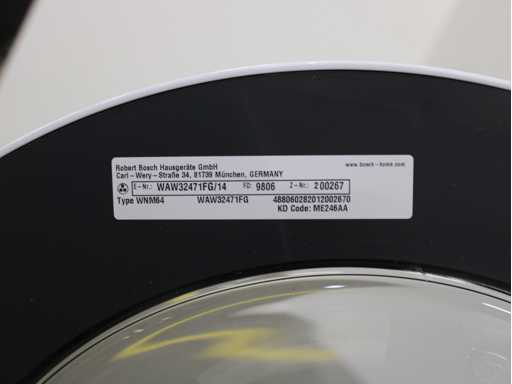 Robert Bosch Hausgeräte GmbH
www.bosch-home.com
Carl-Wery-Straße 34, 81739 München, GERMANY
E-Nr.: WAW32471FG/14 FD: 9806 Z-Nr.: 200267
Type WNM64 WAW32471FG 488060282012002670
KD Code: ME246AA